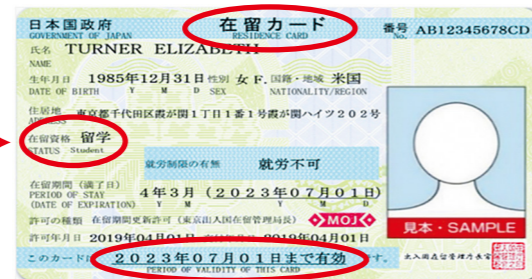 日本国政府 在留カード 番号 AB12345678CD
GOVERNMENT OF JAPAN RESIDENCE CARD No.
氏名 TURNER ELIZABETH
NAME
生年月日 1985年12月31日 性別 女 F. 国籍・地域 米国
DATE OF BIRTH Y M D SEX NATIONALITY/REGION
住居地 東京都千代田区霞が関1丁目1番1号霞が関ハイツ202号
ADDRESS
在留資格 留学
STATUS Student
就労制限の有無 就労不可
在留期間(満了日) 4年3月(2023年07月01日)
PERIOD OF STAY Y M Y M D
(DATE OF EXPIRATION)
許可の種類 在留期間更新許可(東京出入国在留管理局長) MOJ
見本・SAMPLE
許可年月日 2019年04月01日 2019年04月01日
このカードは 2023年07月01日まで有効 です。
PERIOD OF VALIDITY OF THIS CARD